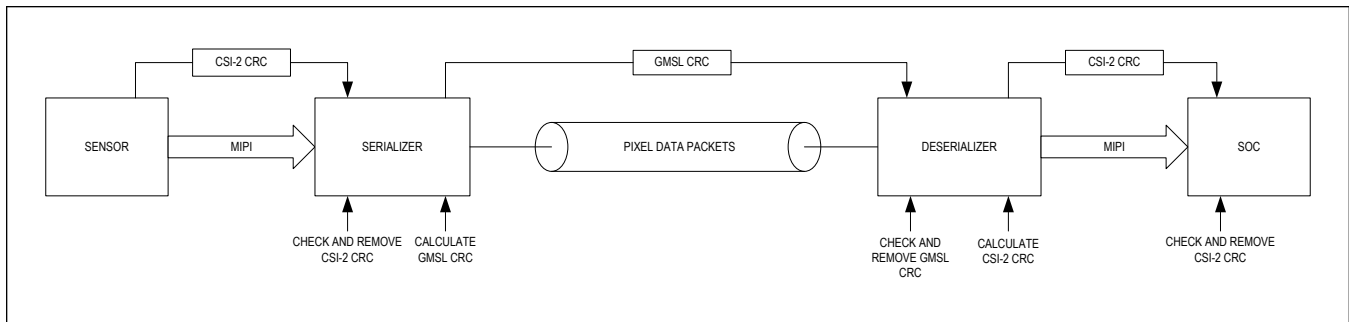 CSI-2 CRC
GMSL CRC
CSI-2 CRC
SENSOR
MIPI
SERIALIZER
PIXEL DATA PACKETS
DESERIALIZER
MIPI
SOC
CHECK AND REMOVE
CSI-2 CRC
CALCULATE
GMSL CRC
CHECK AND
REMOVE GMSL
CRC
CALCULATE
CSI-2 CRC
CHECK AND REMOVE
CSI-2 CRC